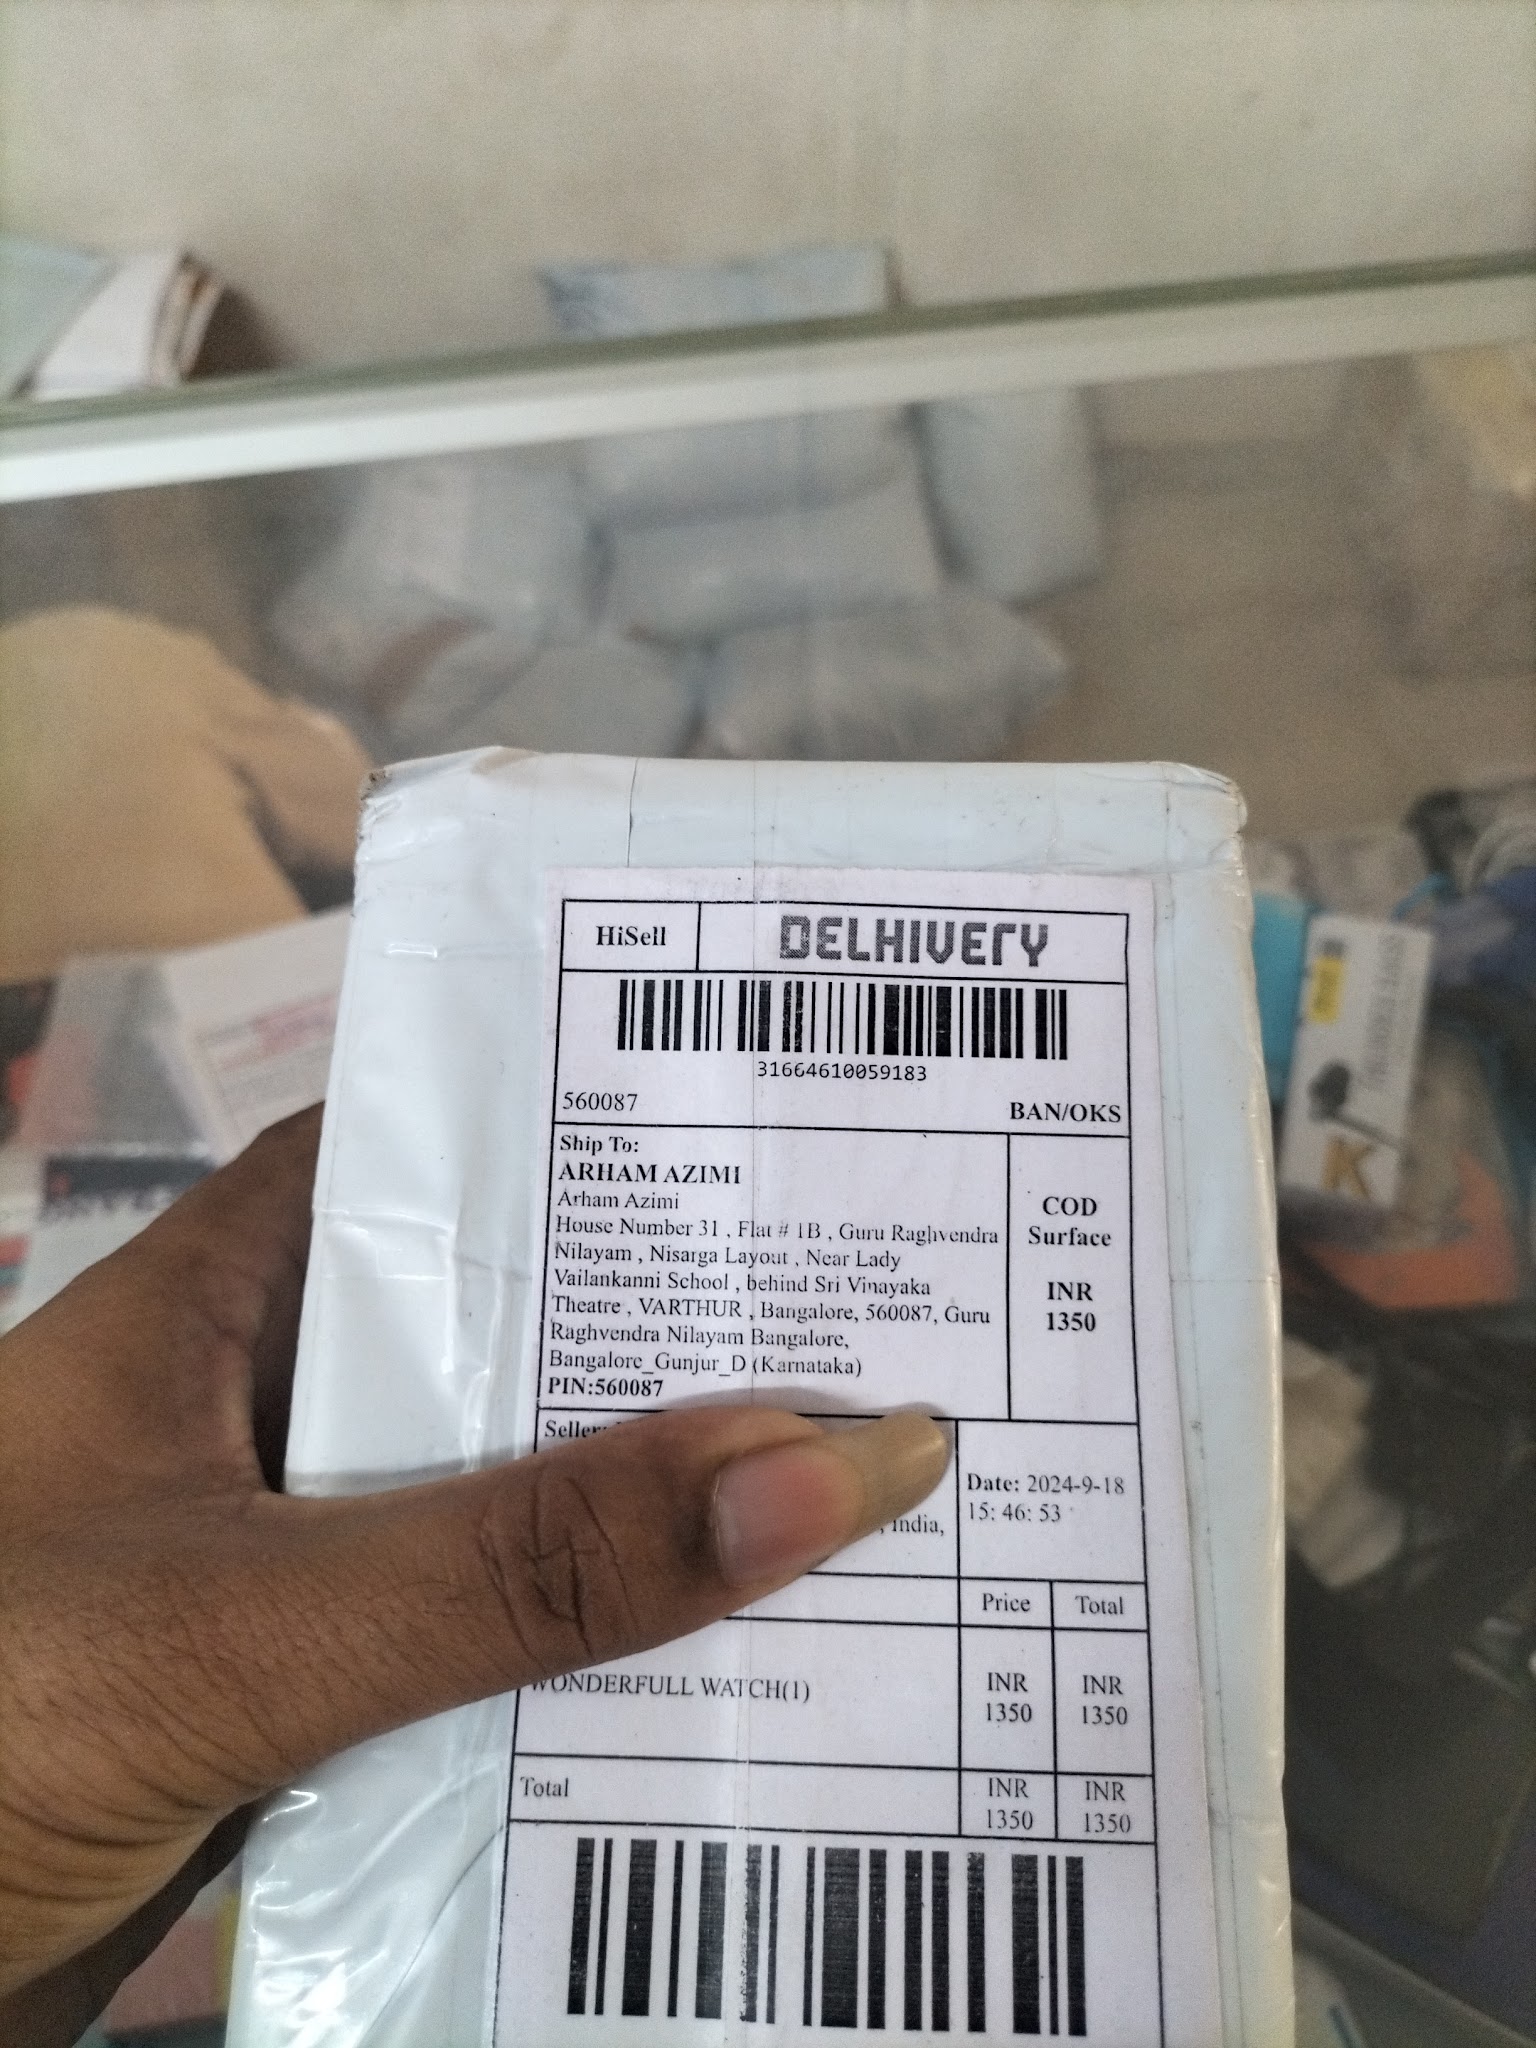 HiSell
DELHIVERY
31664610059183
560087
BAN/OKS
Ship To:
ARHAM AZIMI
Arham Azimi
House Number 31 , Flat # 1B , Guru Raghvendra
Nilayam , Nisarga Layout , Near Lady
Vailankanni School , behind Sri Vinayaka
Theatre , VARTHUR , Bangalore, 560087, Guru
Raghvendra Nilayam Bangalore,
Bangalore_Gunjur_D (Karnataka)
PIN:560087
COD
Surface
INR
1350
Seller:
, India,
Date: 2024-9-18
15: 46: 53
Price
Total
WONDERFULL WATCH(1)
INR
1350
INR
1350
Total
INR
1350
INR
1350
K